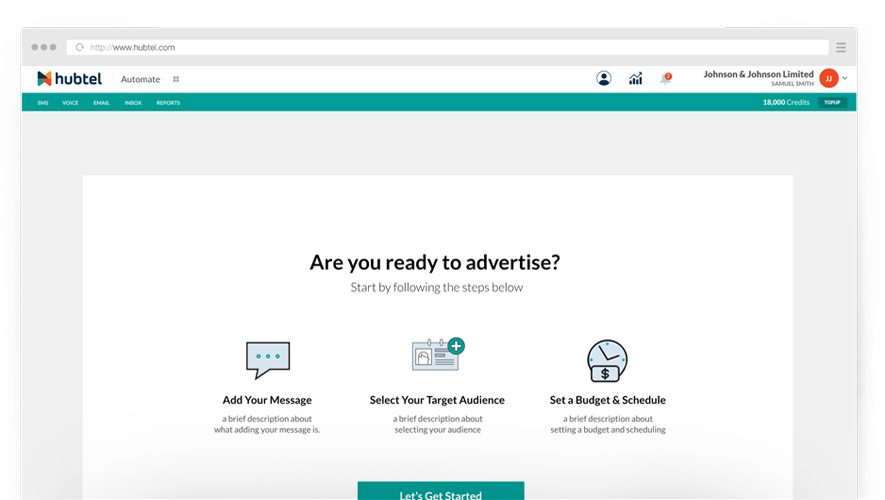 http://www.hubtel.com
hubtel Automate
2
Johnson & Johnson Limited
SAMUEL SMITH
JJ
SMS VOICE EMAIL INBOX REPORTS
18,000 Credits TOPUP
Are you ready to advertise?
Start by following the steps below
$
Add Your Message
a brief description about
what adding your message is.
Select Your Target Audience
a brief description about
selecting your audience
Set a Budget & Schedule
a brief description about
setting a budget and scheduling
Let's Get Started